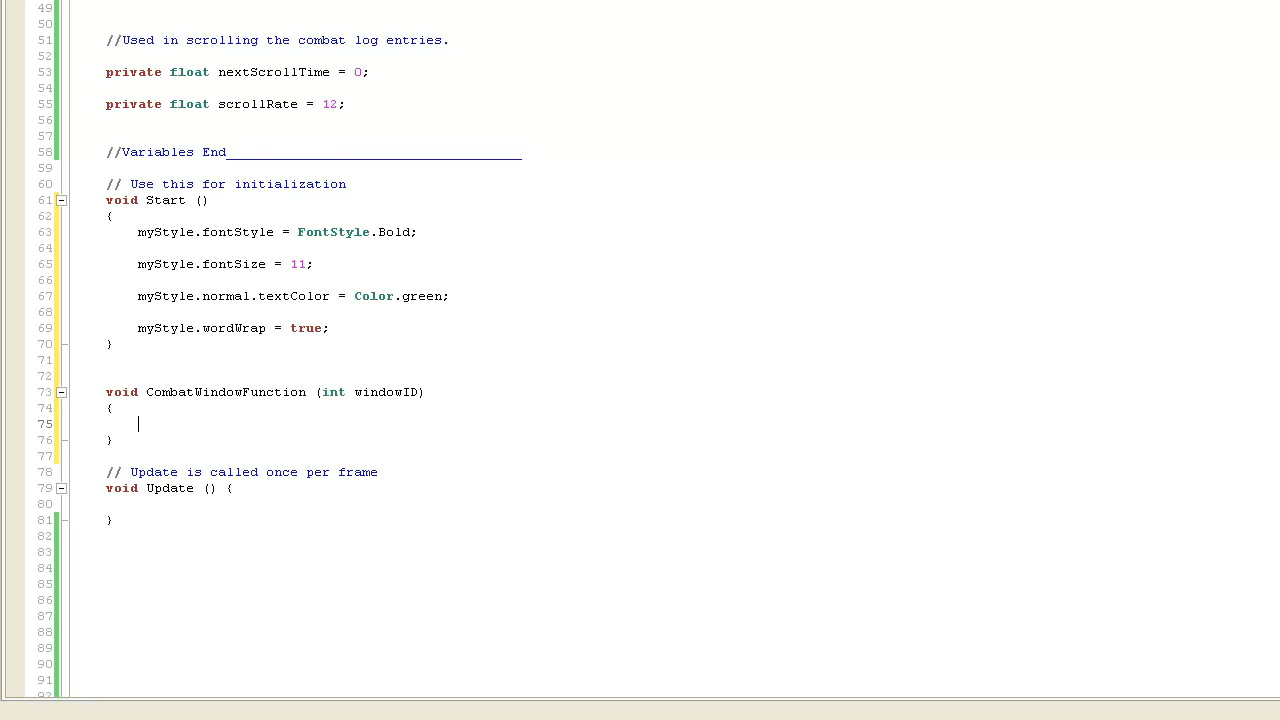 49
50
51 //Used in scrolling the combat log entries.
52
53 private float nextScrollTime = 0;
54
55 private float scrollRate = 12;
56
57
58 //Variables End_____________________________________
59
60 // Use this for initialization
61 void Start ()
62 {
63 myStyle.fontStyle = FontStyle.Bold;
64
65 myStyle.fontSize = 11;
66
67 myStyle.normal.textColor = Color.green;
68
69 myStyle.wordWrap = true;
70 }
71
72
73 void CombatWindowFunction (int windowID)
74 {
75
76 }
77
78 // Update is called once per frame
79 void Update () {
80
81 }
82
83
84
85
86
87
88
89
90
91
92